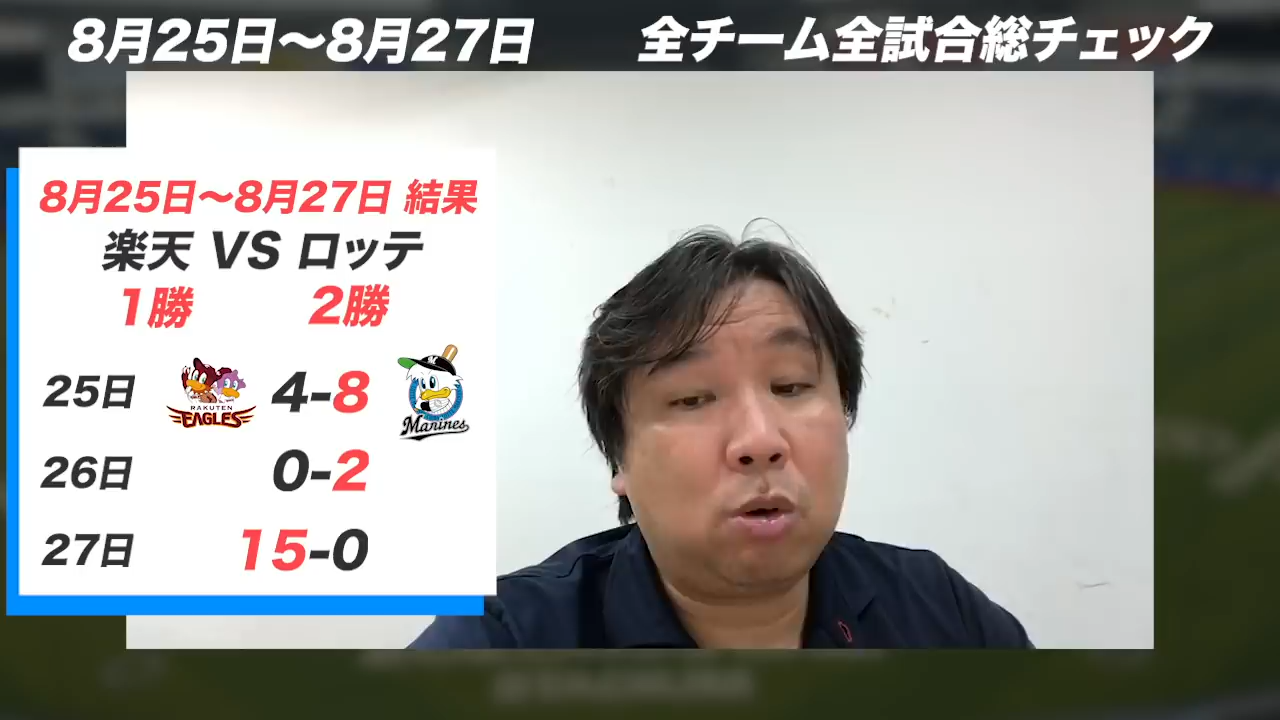 8月25日〜8月27日 全チーム全試合総チェック
8月25日〜8月27日 結果
楽天 VS ロッテ
1勝 2勝
25日 RAKUTEN EAGLES 4-8 Marines
26日 0-2
27日 15-0